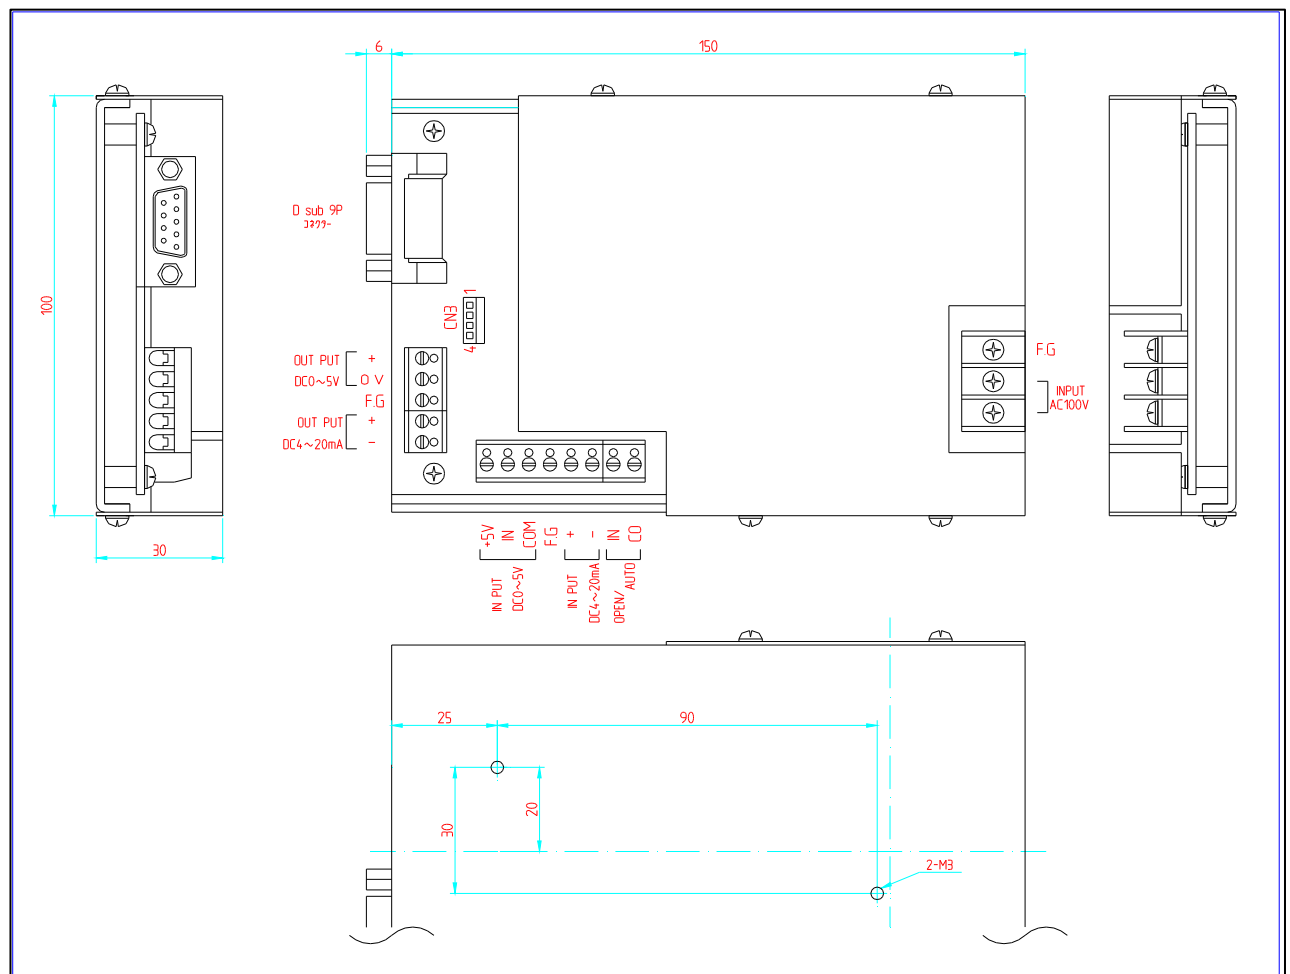 6
150
D sub 9P
ｺﾈｸﾀｰ
100
CN3
1
4
OUT PUT
DC0～5V
+
0 V
F.G
OUT PUT
DC4～20mA
+
-
F.G
INPUT
AC100V
30
+5V
IN
COM
F.G
+
-
IN
CO
IN PUT
DC0～5V
IN PUT
DC4～20mA
OPEN/
AUTO
25
90
30
20
2-M3